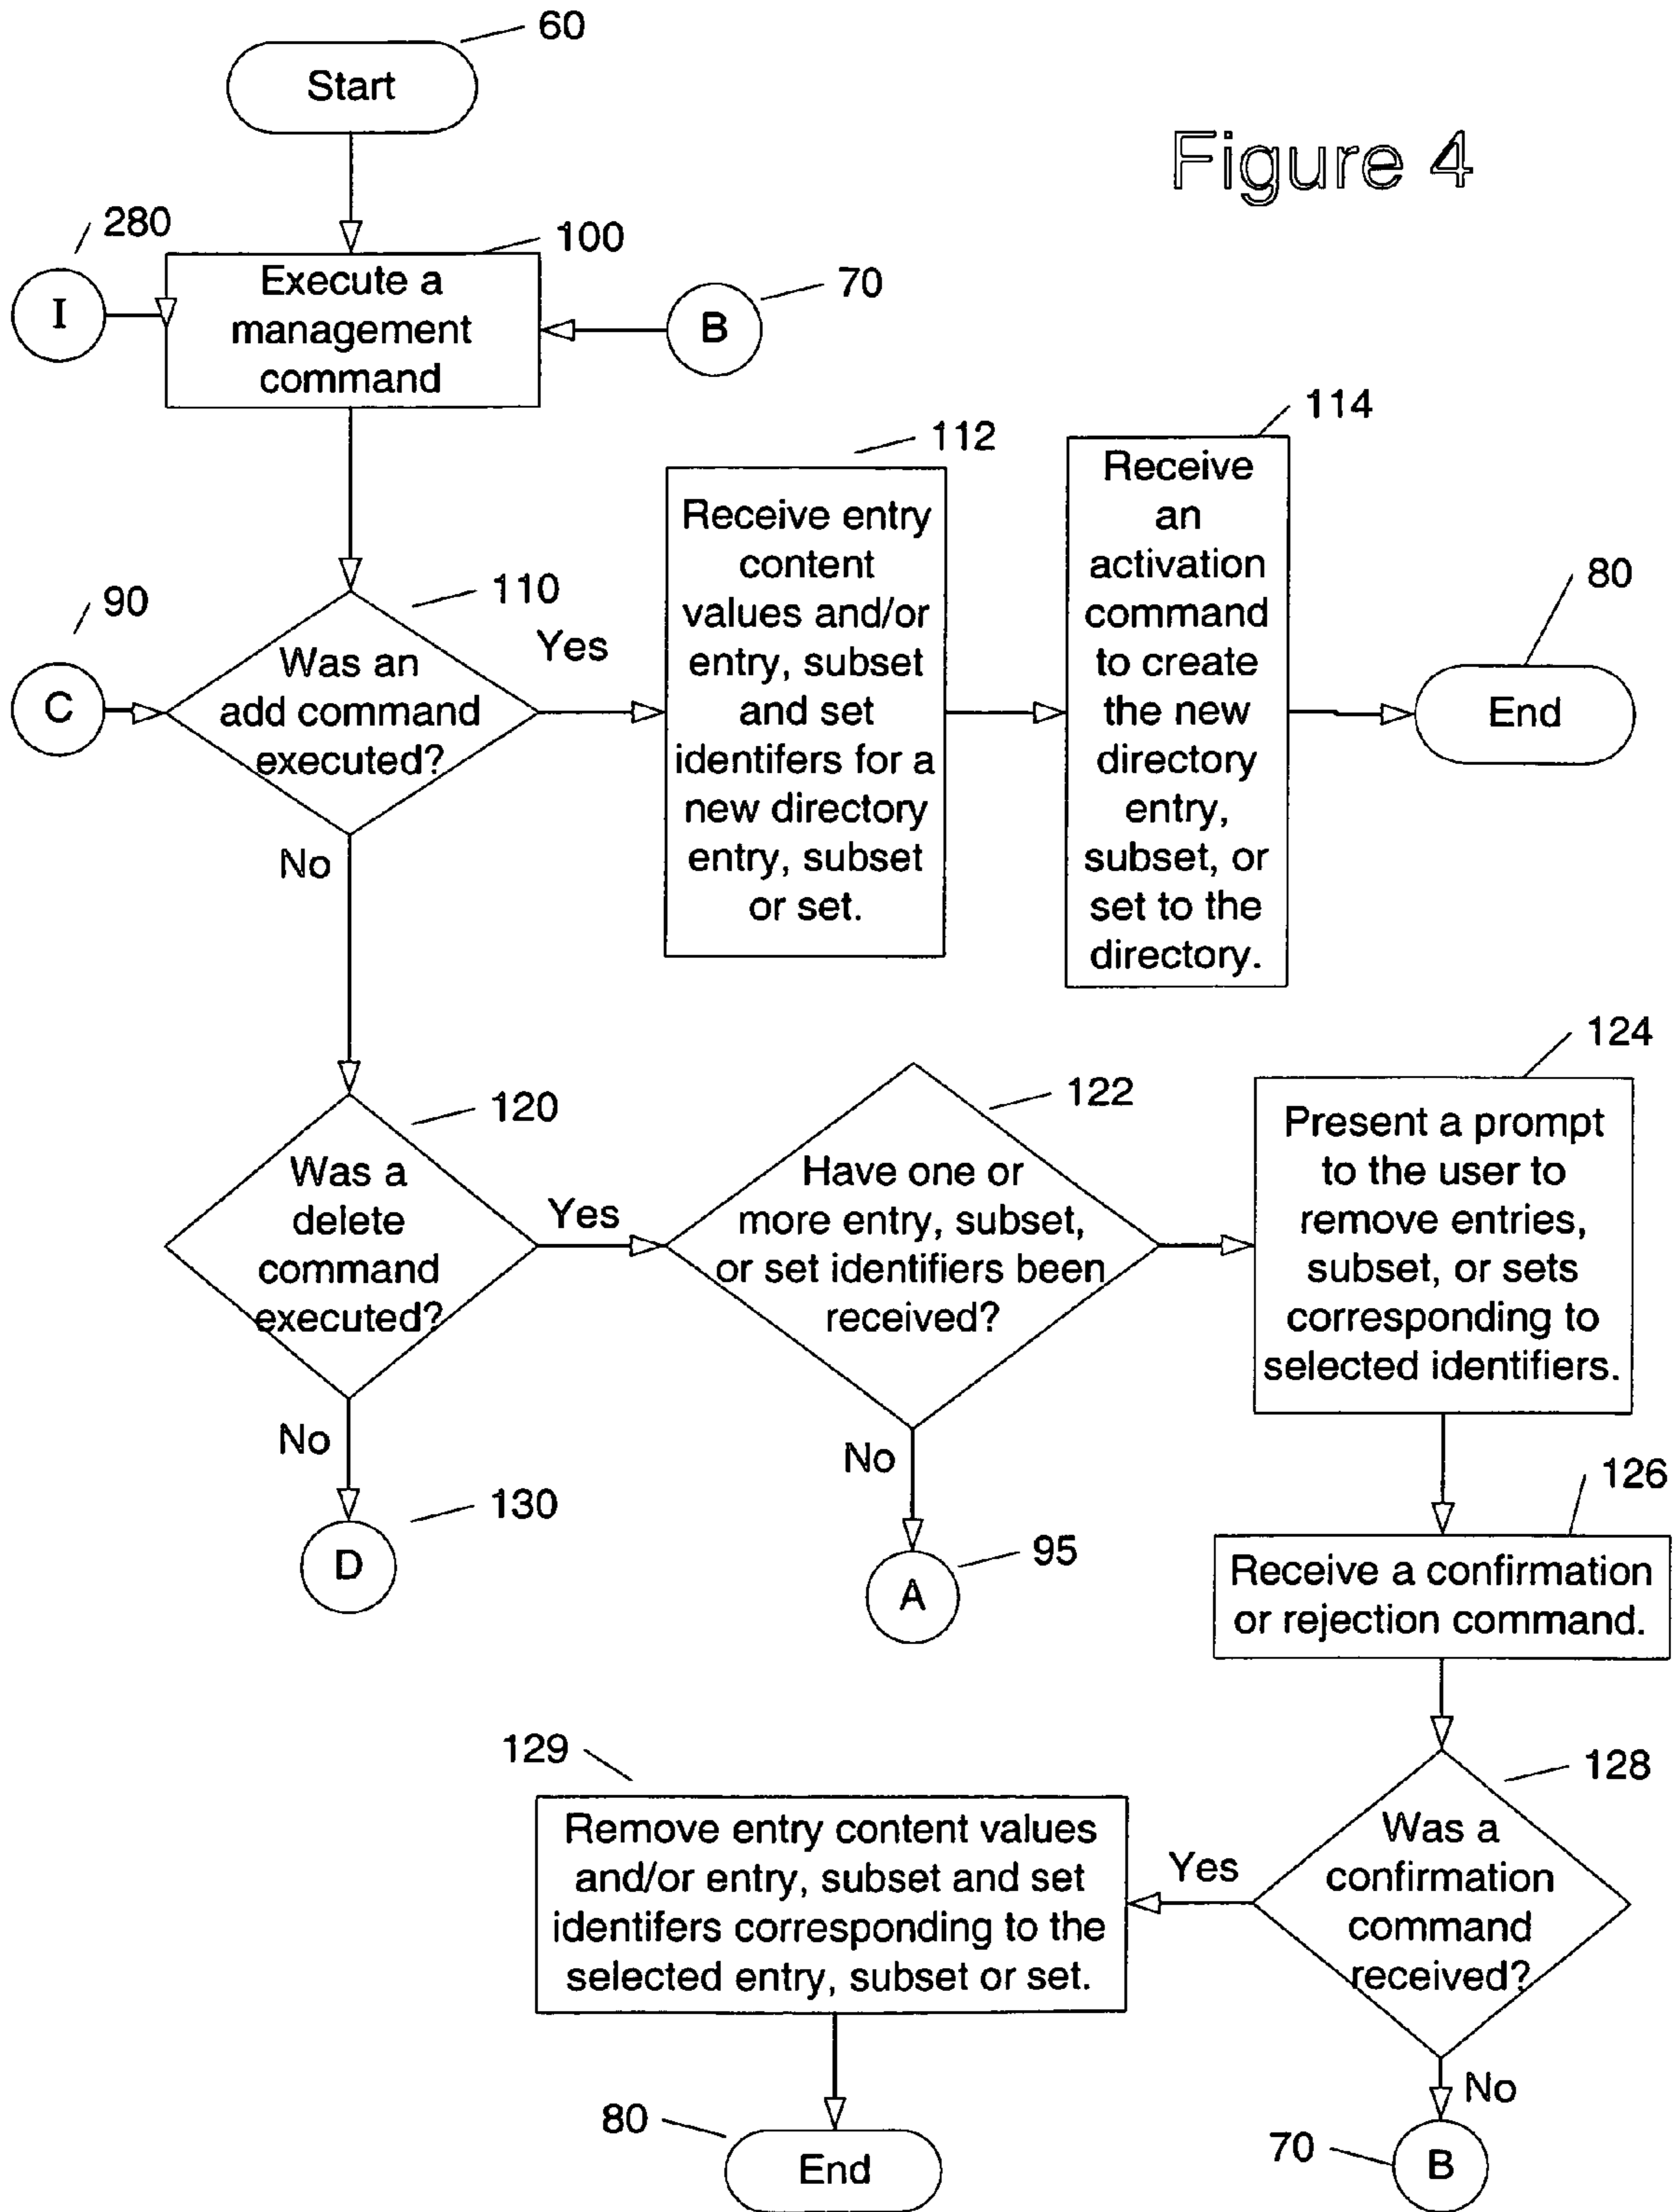 60
Start
Figure 4
280
100
I
Execute a
management
command
B
70
112
114
Receive entry
content
values and/or
entry, subset
and set
identifers for a
new directory
entry, subset
or set.
Receive
an
activation
command
to create
the new
directory
entry,
subset, or
set to the
directory.
80
End
90
C
110
Was an
add command
executed?
Yes
No
120
Was a
delete
command
executed?
Yes
No
130
D
122
Have one or
more entry, subset,
or set identifiers been
received?
No
95
A
124
Present a prompt
to the user to
remove entries,
subset, or sets
corresponding to
selected identifiers.
126
Receive a confirmation
or rejection command.
128
Was a
confirmation
command
received?
Yes
No
129
Remove entry content values
and/or entry, subset and set
identifers corresponding to the
selected entry, subset or set.
80
End
70
B